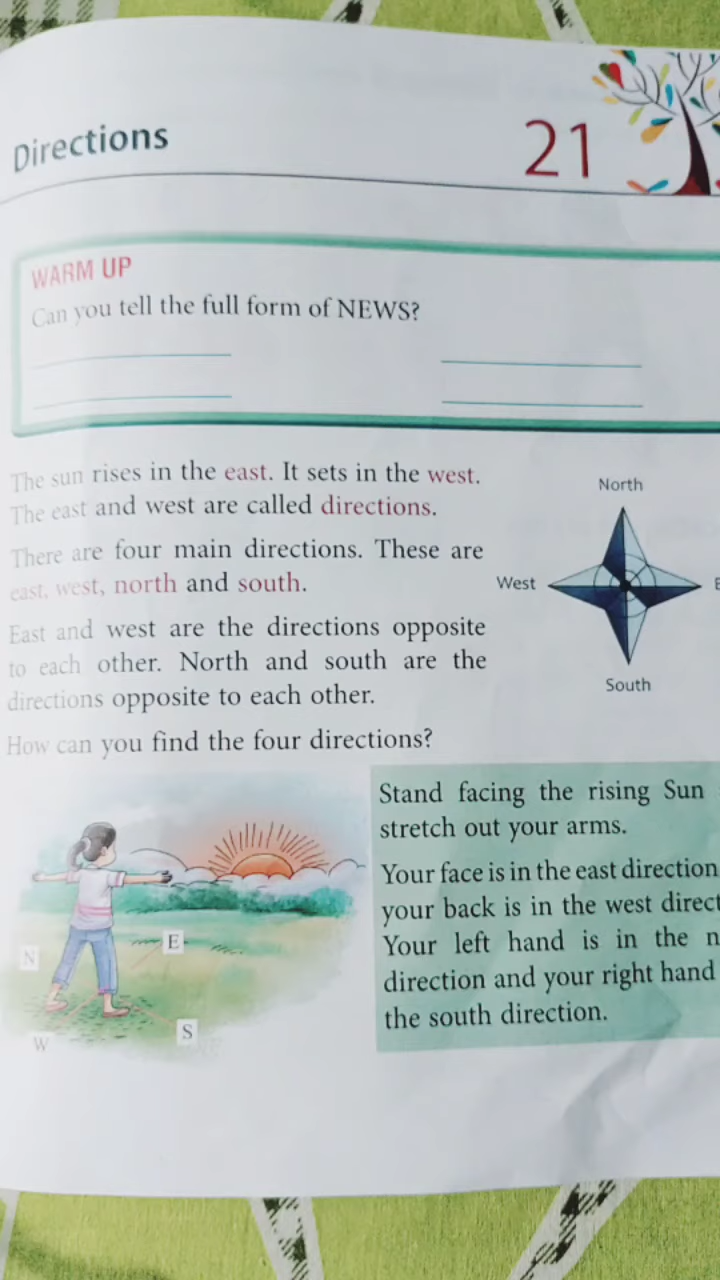 Directions
21
WARM UP
Can you tell the full form of NEWS?
The sun rises in the east. It sets in the west.
The east and west are called directions.
There are four main directions. These are
east, west, north and south.
East and west are the directions opposite
to each other. North and south are the
directions opposite to each other.
How can you find the four directions?
North
West
South
Stand facing the rising Sun
stretch out your arms.
Your face is in the east direction
your back is in the west
Your left hand is in the
direction and your right hand
the south direction.
N
E
W
S